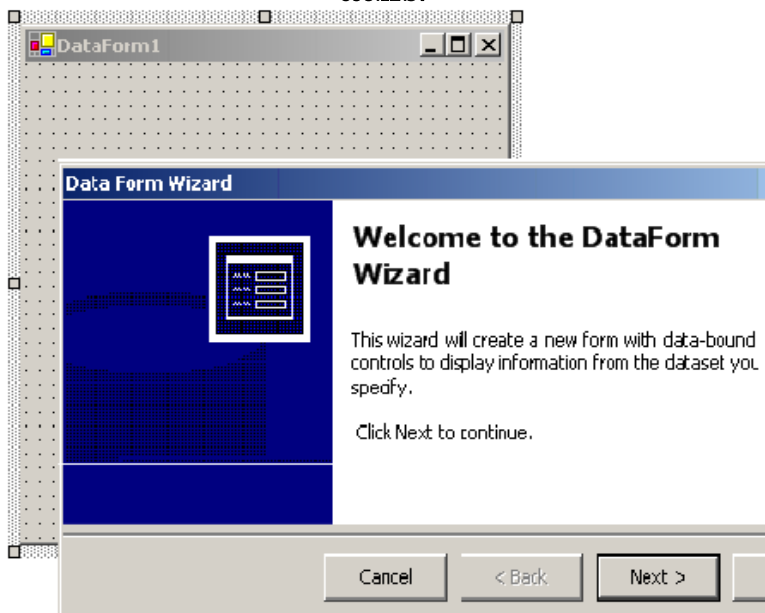 DataForm1
Data Form Wizard
Welcome to the DataForm
Wizard
This wizard will create a new form with data-bound
controls to display information from the dataset you
specify.
Click Next to continue.
Cancel
< Back
Next >